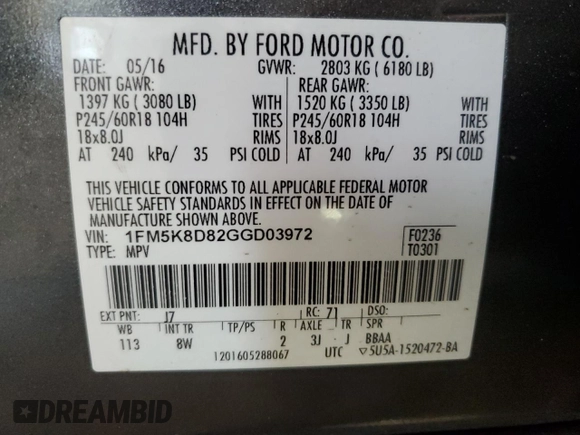 MFD. BY FORD MOTOR CO.
DATE: 05/16 GVWR: 2803 KG ( 6180 LB)
FRONT GAWR: REAR GAWR:
1397 KG ( 3080 LB) WITH 1520 KG ( 3350 LB) WITH
P245/60R18 104H TIRES P245/60R18 104H TIRES
18x8.0J RIMS 18x8.0J RIMS
AT 240 kPa/ 35 PSI COLD AT 240 kPa/ 35 PSI COLD
THIS VEHICLE CONFORMS TO ALL APPLICABLE FEDERAL MOTOR
VEHICLE SAFETY STANDARDS IN EFFECT ON THE DATE OF
MANUFACTURE SHOWN ABOVE.
VIN: 1FM5K8D82GGD03972 F0236
TYPE: MPV T0301
EXT PNT: J7 RC: 71 DSO:
WB INT TR TP/PS R AXLE TR SPR
113 8W 2 3J J BBAA
1201605288067 UTC ▽5U5A-1520472-BA
DREAMBID